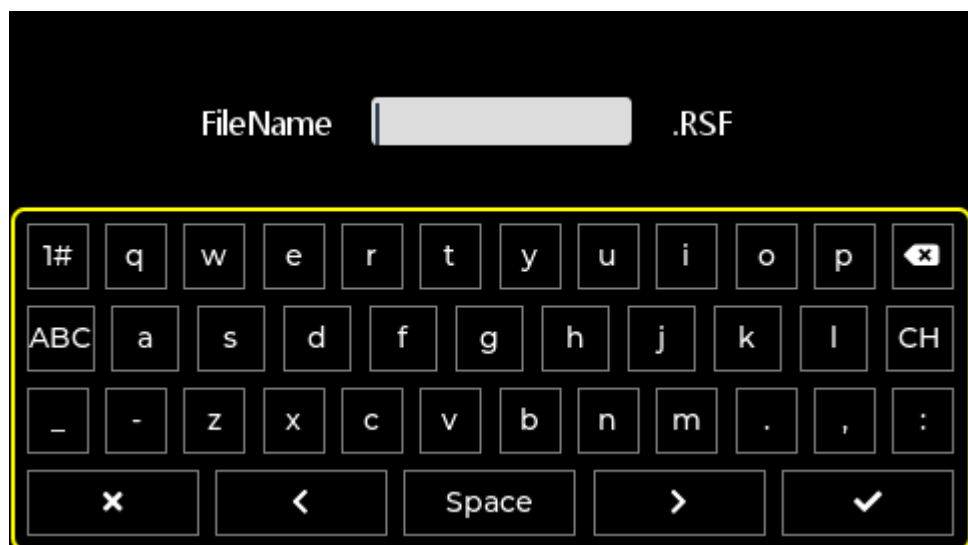 FileName .RSF
1# q w e r t y u i o p
ABC a s d f g h j k l CH
_ - z x c v b n m . , :
Space